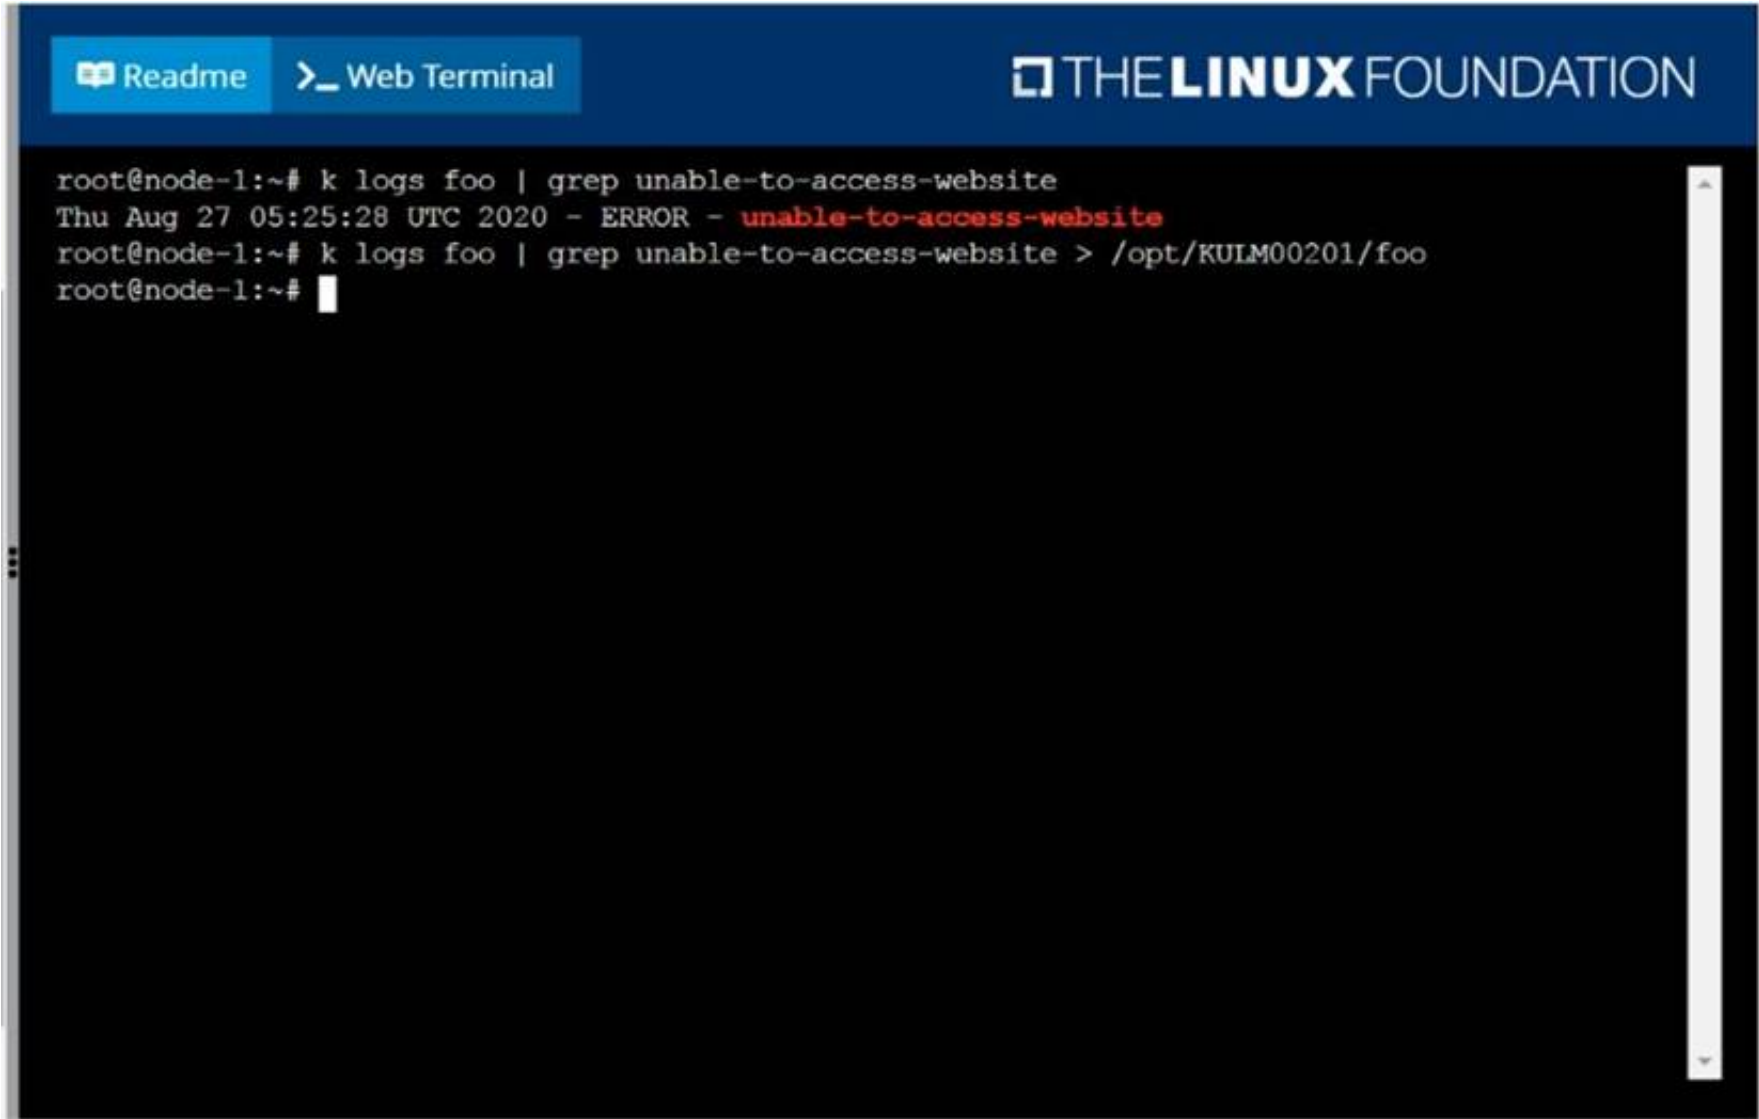 Readme
Web Terminal
THE LINUX FOUNDATION
root@node-1:~# k logs foo | grep unable-to-access-website
Thu Aug 27 05:25:28 UTC 2020 - ERROR - unable-to-access-website
root@node-1:~# k logs foo | grep unable-to-access-website > /opt/KULM00201/foo
root@node-1:~#